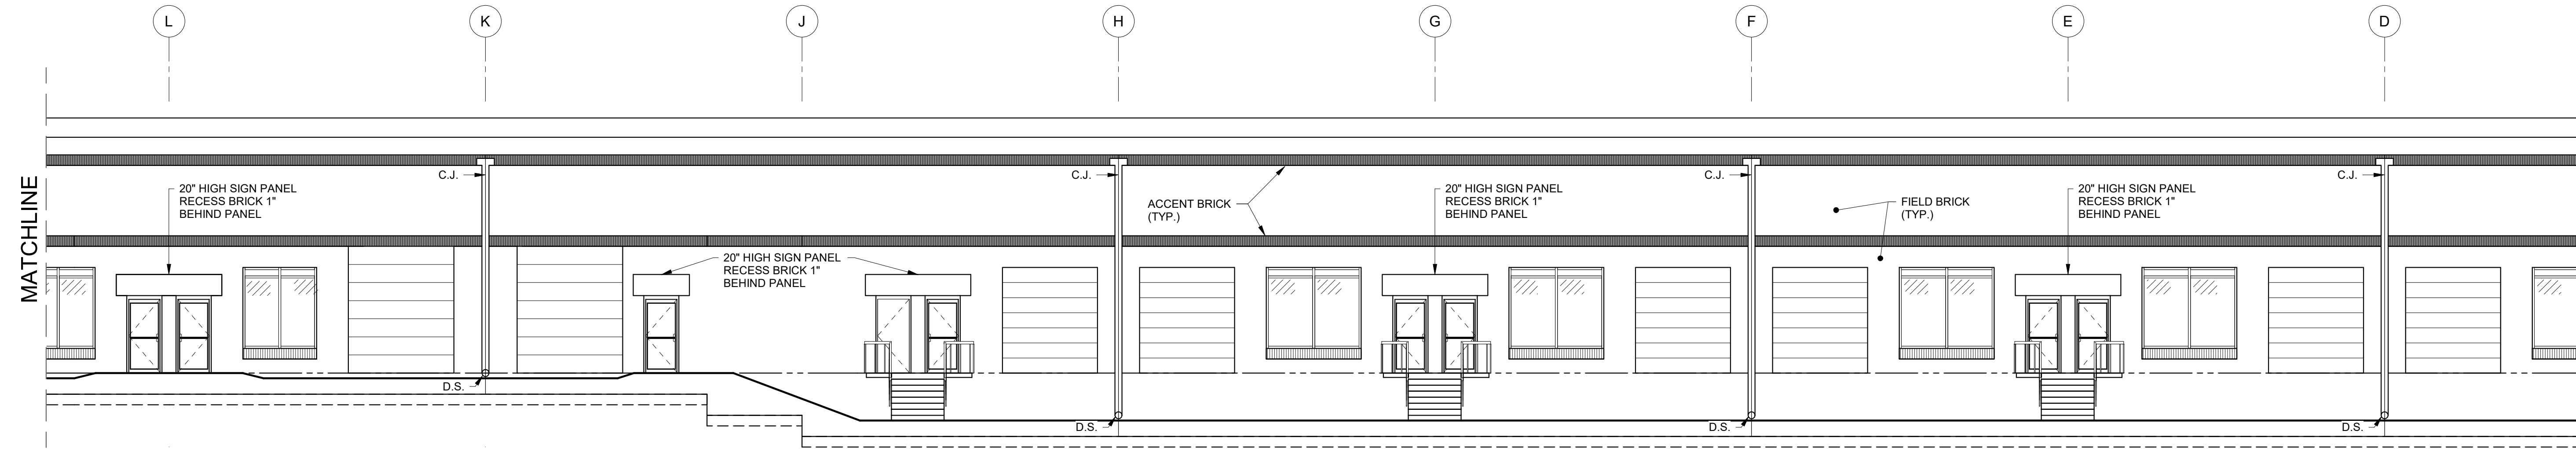 L
K
J
H
G
F
E
D
MATCHLINE
C.J.
C.J.
C.J.
C.J.
20" HIGH SIGN PANEL
RECESS BRICK 1"
BEHIND PANEL
ACCENT BRICK
(TYP.)
20" HIGH SIGN PANEL
RECESS BRICK 1"
BEHIND PANEL
FIELD BRICK
(TYP.)
20" HIGH SIGN PANEL
RECESS BRICK 1"
BEHIND PANEL
20" HIGH SIGN PANEL
RECESS BRICK 1"
BEHIND PANEL
D.S.
D.S.
D.S.
D.S.